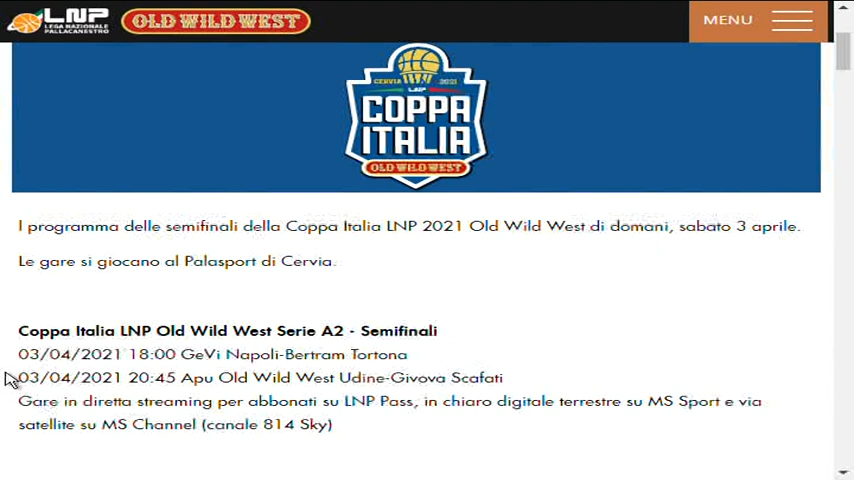 LNP
LEGA NAZIONALE
PALLACANESTRO
OLD WILD WEST
MENU
CERVIA 2021
LNP
COPPA
ITALIA
OLD WILD WEST
I programma delle semifinali della Coppa Italia LNP 2021 Old Wild West di domani, sabato 3 aprile.
Le gare si giocano al Palasport di Cervia.
Coppa Italia LNP Old Wild West Serie A2 - Semifinali
03/04/2021 18:00 GeVi Napoli-Bertram Tortona
03/04/2021 20:45 Apu Old Wild West Udine-Givova Scafati
Gare in diretta streaming per abbonati su LNP Pass, in chiaro digitale terrestre su MS Sport e via
satellite su MS Channel (canale 814 Sky)